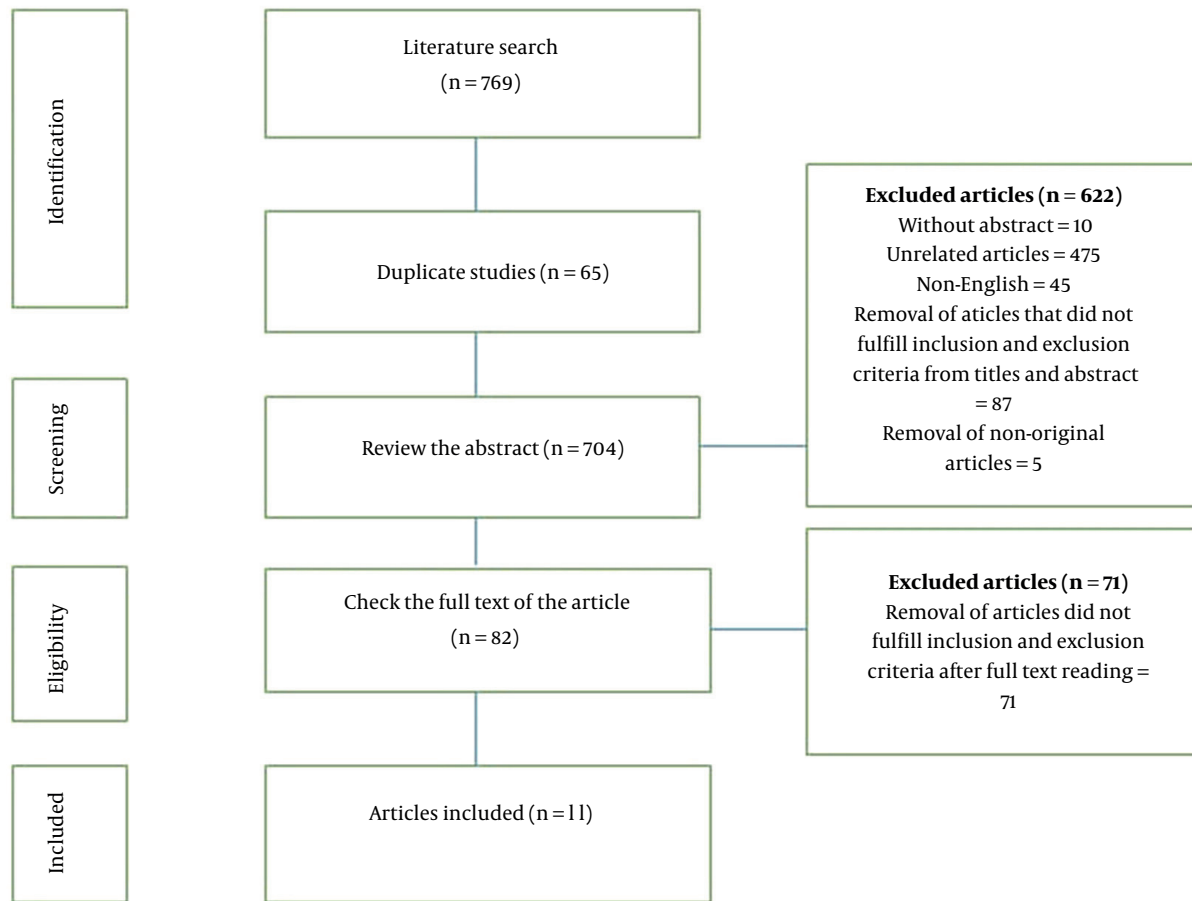 Identification
Literature search
(n = 769)
Duplicate studies (n = 65)
Screening
Review the abstract (n = 704)
Excluded articles (n = 622)
Without abstract = 10
Unrelated articles = 475
Non-English = 45
Removal of aticles that did not
fulfill inclusion and exclusion
criteria from titles and abstract
= 87
Removal of non-original
articles = 5
Eligibility
Check the full text of the article
(n = 82)
Excluded articles (n = 71)
Removal of articles did not
fulfill inclusion and exclusion
criteria after full text reading =
71
Included
Articles included (n = l l)